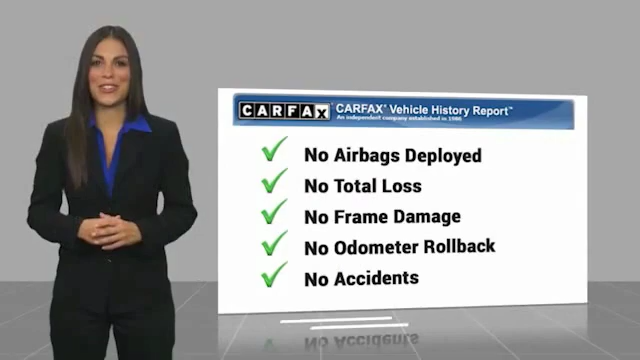 CARFAX CARFAX® Vehicle History Report™
An independent company established in 1986
No Airbags Deployed
No Total Loss
No Frame Damage
No Odometer Rollback
No Accidents